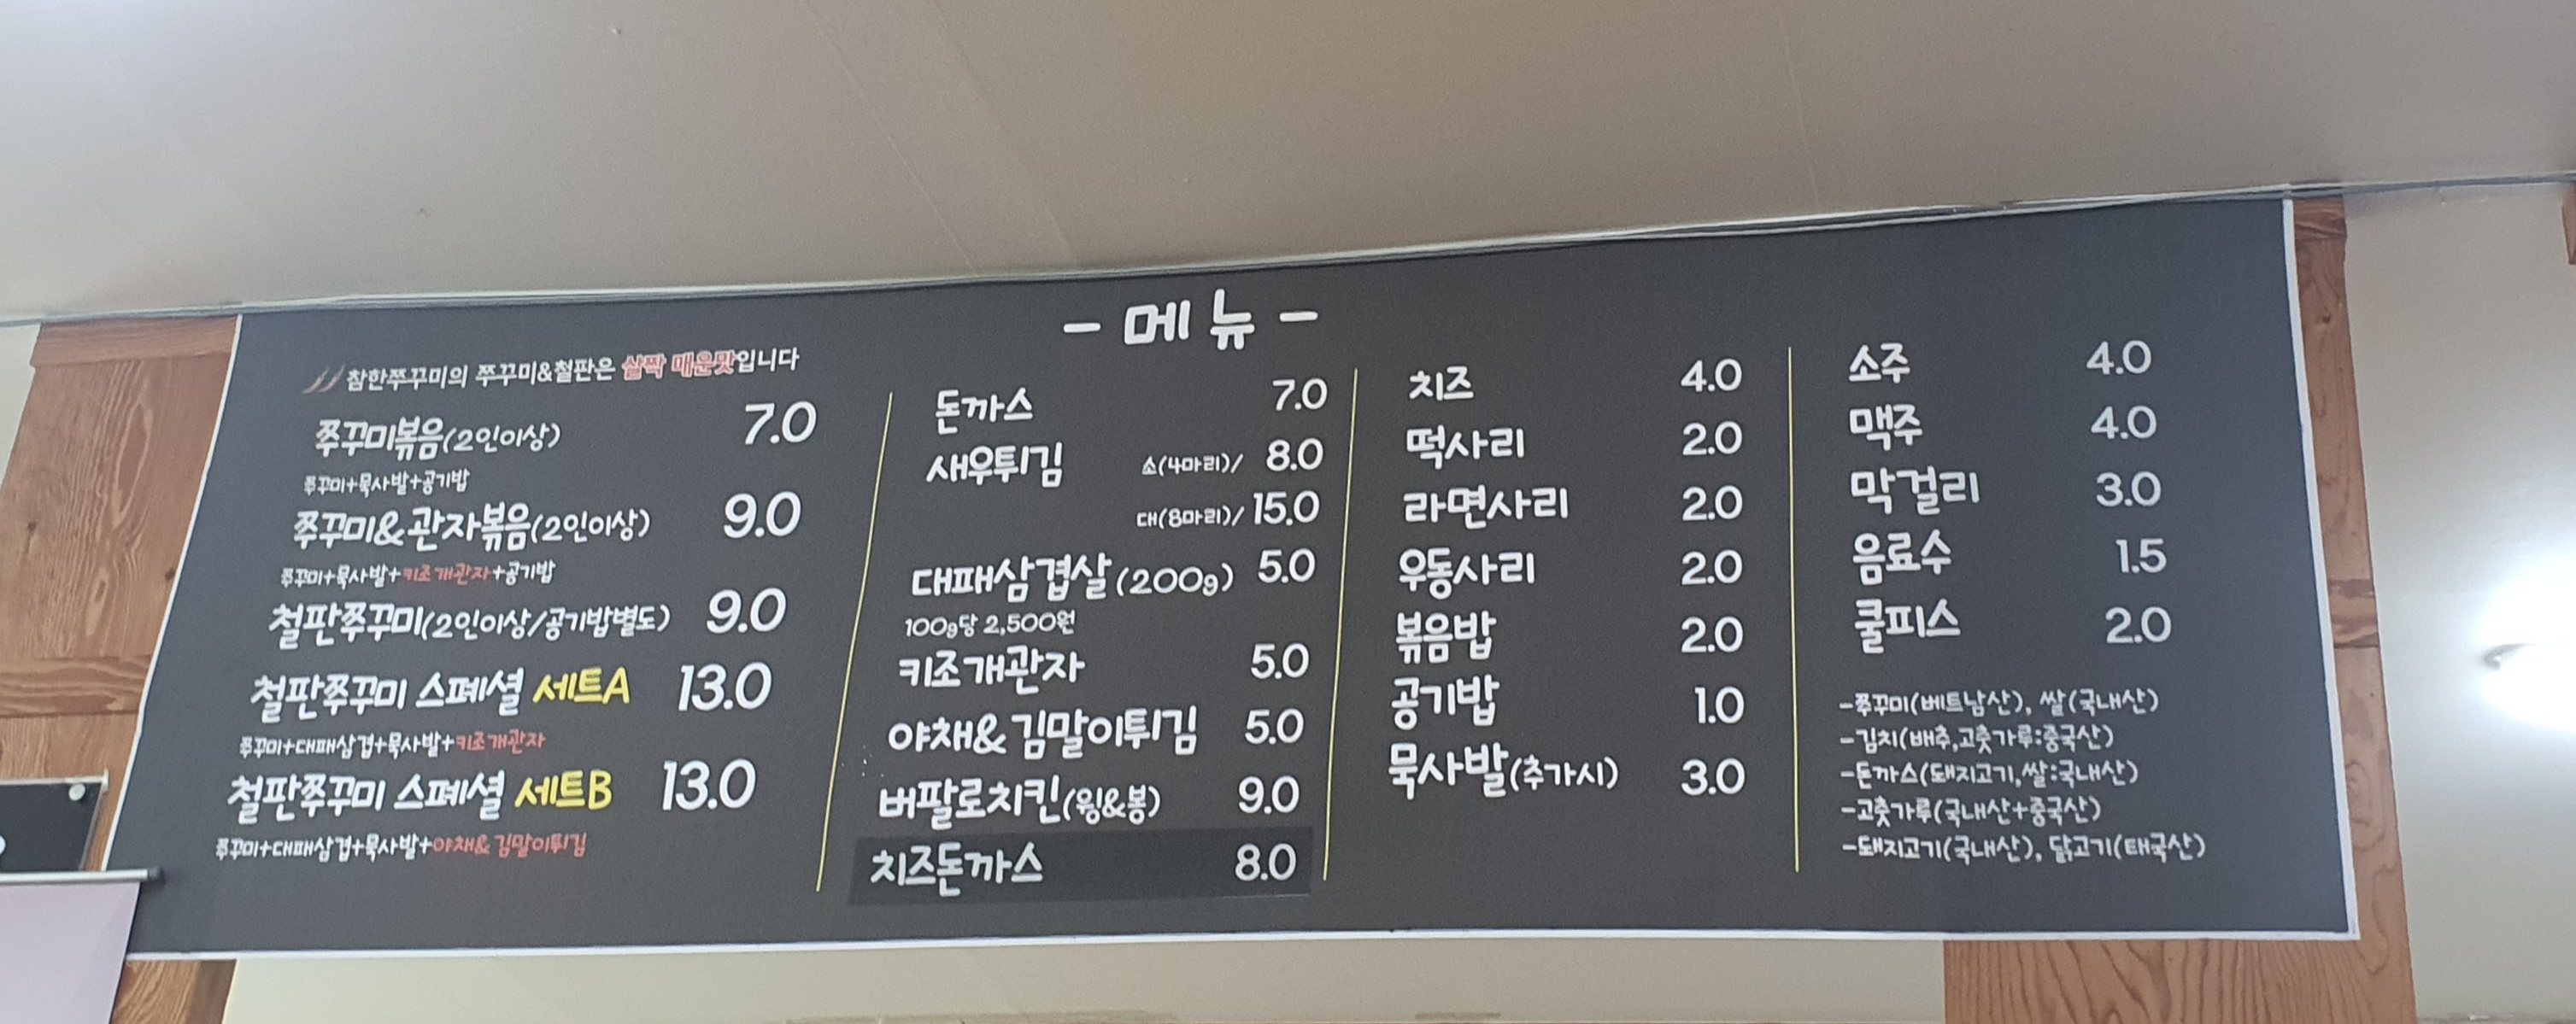 - 메뉴 -
참한쭈꾸미의 쭈꾸미&철판은 살짝 매운맛입니다
쭈꾸미볶음(2인이상) 7.0
쭈꾸미+묵사발+공기밥
쭈꾸미&관자볶음(2인이상) 9.0
쭈꾸미+묵사발+키조개관자+공기밥
철판쭈꾸미(2인이상/공기밥별도) 9.0
철판쭈꾸미 스페셜 세트A 13.0
쭈꾸미+대패삼겹+묵사발+키조개관자
철판쭈꾸미 스페셜 세트B 13.0
쭈꾸미+대패삼겹+묵사발+야채&김말이튀김
돈까스 7.0
새우튀김 소(4마리)/ 8.0
대(8마리)/ 15.0
대패삼겹살(200g) 5.0
100g당 2,500원
키조개관자 5.0
야채&김말이튀김 5.0
버팔로치킨(윙&봉) 9.0
치즈돈까스 8.0
치즈 4.0
떡사리 2.0
라면사리 2.0
우동사리 2.0
볶음밥 2.0
공기밥 1.0
묵사발(추가시) 3.0
소주 4.0
맥주 4.0
막걸리 3.0
음료수 1.5
쿨피스 2.0
-쭈꾸미(베트남산), 쌀(국내산)
-김치(배추,고춧가루:중국산)
-돈까스(돼지고기,쌀:국내산)
-고춧가루(국내산+중국산)
-돼지고기(국내산), 닭고기(태국산)